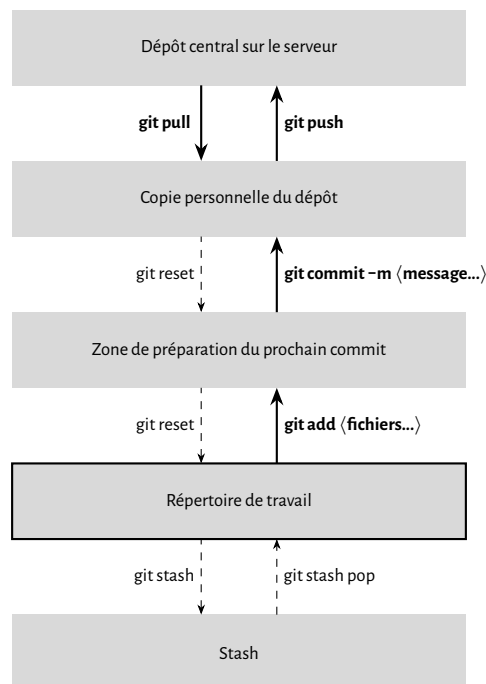 Dépôt central sur le serveur
git pull
git push
Copie personnelle du dépôt
git reset
git commit −m ⟨message...⟩
Zone de préparation du prochain commit
git reset
git add ⟨fichiers...⟩
Répertoire de travail
git stash
git stash pop
Stash